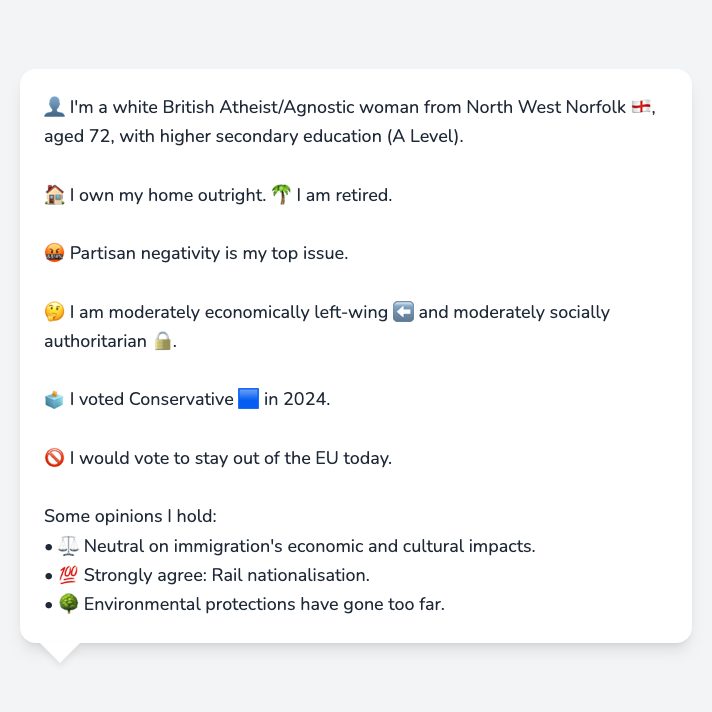 👤 I'm a white British Atheist/Agnostic woman from North West Norfolk 🏴󠁧󠁢󠁥󠁮󠁧󠁿,
aged 72, with higher secondary education (A Level).
🏠 I own my home outright. 🌴 I am retired.
🤬 Partisan negativity is my top issue.
🤔 I am moderately economically left-wing ⬅️ and moderately socially
authoritarian 🔒.
🗳️ I voted Conservative 🟦 in 2024.
🚫 I would vote to stay out of the EU today.
Some opinions I hold:
• ⚖️ Neutral on immigration's economic and cultural impacts.
• 💯 Strongly agree: Rail nationalisation.
• 🌳 Environmental protections have gone too far.